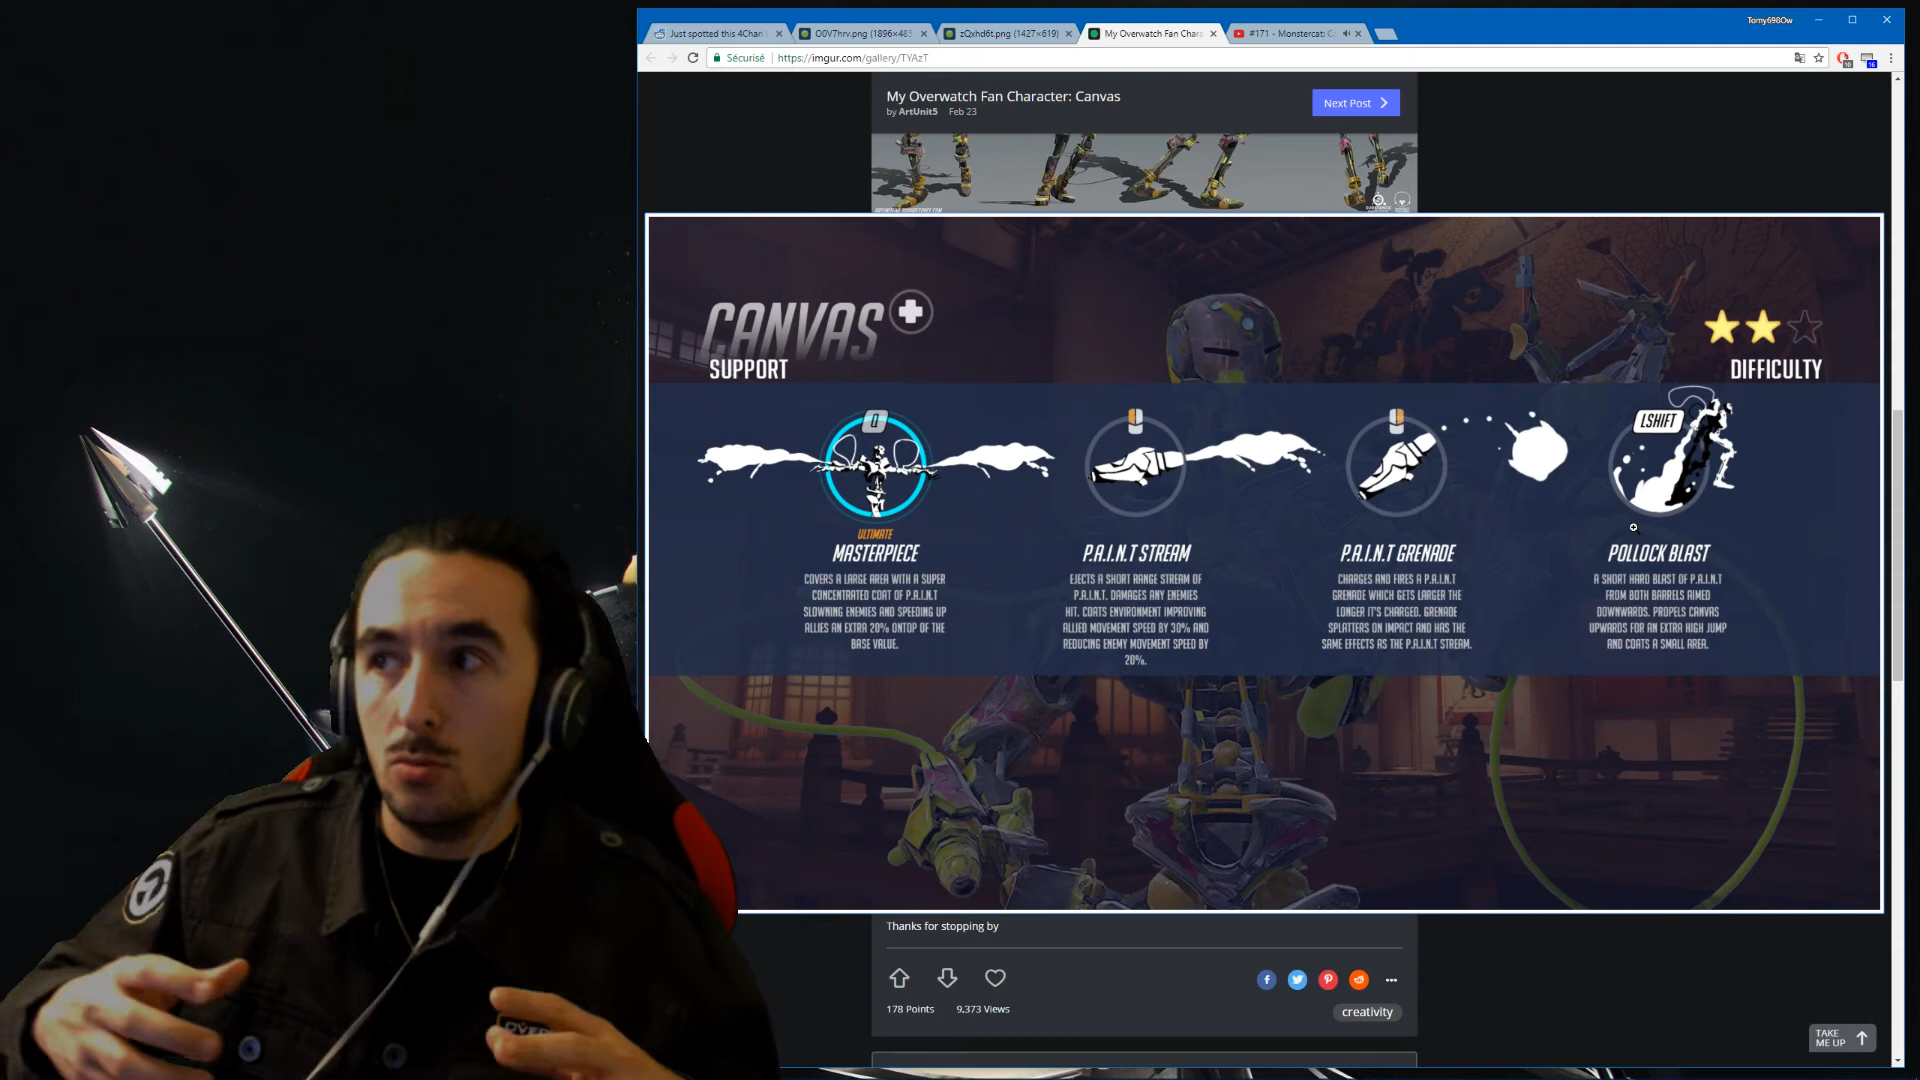 Tomy698Ow
Just spotted this 4Chan
O0V7hrv.png (1896×485
zQxhd6t.png (1427×619)
My Overwatch Fan Chara
#171 - Monstercat: C
Sécurisé
https://imgur.com/gallery/TYAzT
My Overwatch Fan Character: Canvas
by ArtUnit5 Feb 23
Next Post
CANVAS
SUPPORT
DIFFICULTY
Q
LSHIFT
ULTIMATE
MASTERPIECE
COVERS A LARGE AREA WITH A SUPER
CONCENTRATED COAT OF P.A.I.N.T
SLOWNING ENEMIES AND SPEEDING UP
ALLIES AN EXTRA 20% ONTOP OF THE
BASE VALUE.
P.A.I.N.T STREAM
EJECTS A SHORT RANGE STREAM OF
P.A.I.N.T. DAMAGES ANY ENEMIES
HIT. COATS ENVIRONMENT IMPROVING
ALLIED MOVEMENT SPEED BY 30% AND
REDUCING ENEMY MOVEMENT SPEED BY
20%.
P.A.I.N.T GRENADE
CHARGES AND FIRES A P.A.I.N.T
GRENADE WHICH GETS LARGER THE
LONGER IT'S CHARGED. GRENADE
SPLATTERS ON IMPACT AND HAS THE
SAME EFFECTS AS THE P.A.I.N.T STREAM.
POLLOCK BLAST
A SHORT HARD BLAST OF P.A.I.N.T
FROM BOTH BARRELS AIMED
DOWNWARDS. PROPELS CANVAS
UPWARDS FOR AN EXTRA HIGH JUMP
AND COATS A SMALL AREA.
Thanks for stopping by
178 Points
9,373 Views
creativity
TAKE
ME UP